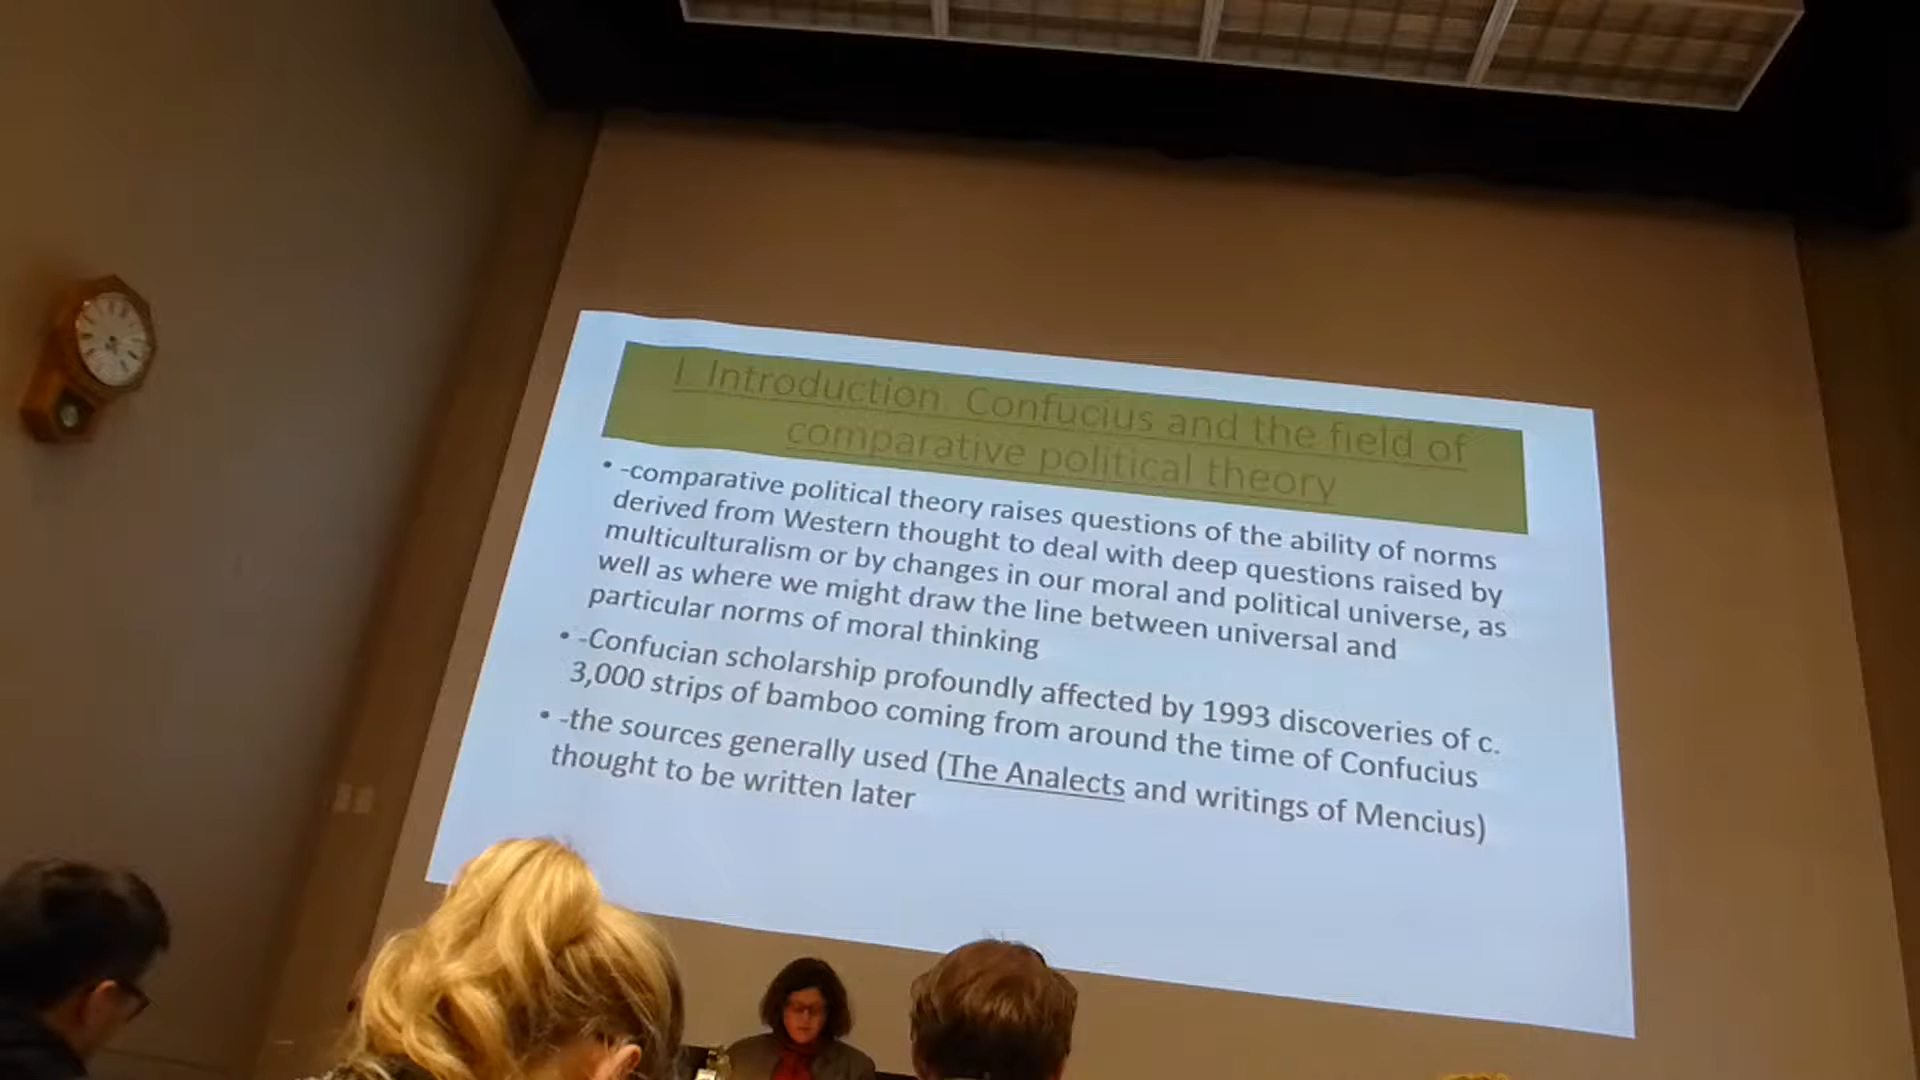 I. Introduction. Confucius and the field of
comparative political theory
• -comparative political theory raises questions of the ability of norms
derived from Western thought to deal with deep questions raised by
multiculturalism or by changes in our moral and political universe, as
well as where we might draw the line between universal and
particular norms of moral thinking
• -Confucian scholarship profoundly affected by 1993 discoveries of c.
3,000 strips of bamboo coming from around the time of Confucius
• -the sources generally used (The Analects and writings of Mencius)
thought to be written later